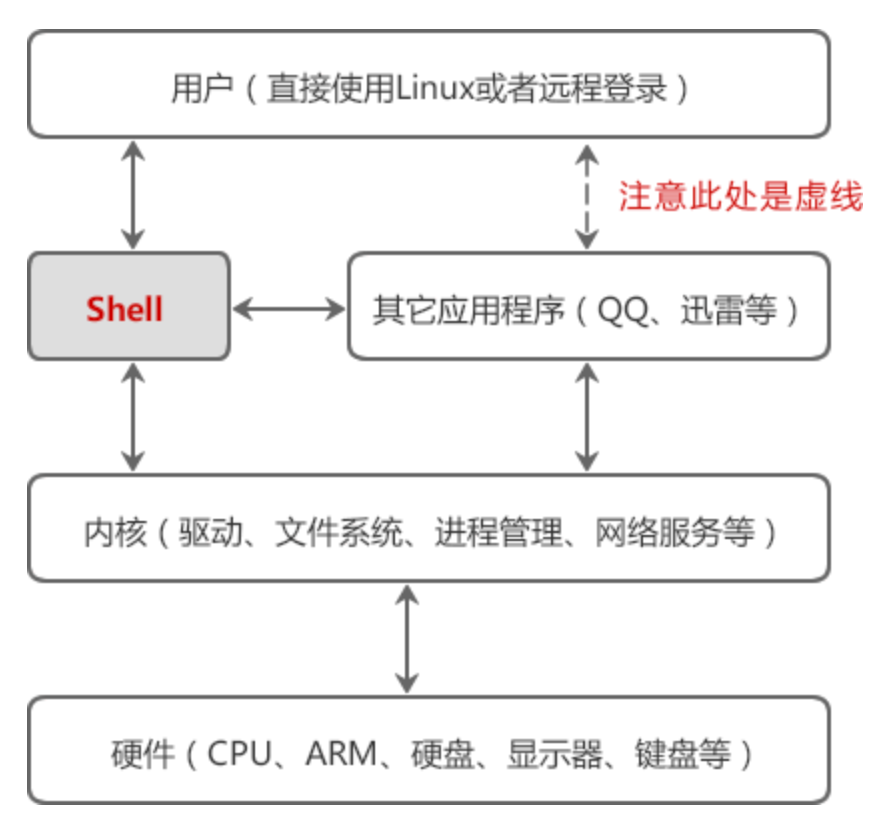 用户（直接使用Linux或者远程登录）
注意此处是虚线
Shell
其它应用程序（QQ、迅雷等）
内核（驱动、文件系统、进程管理、网络服务等）
硬件（CPU、ARM、硬盘、显示器、键盘等）